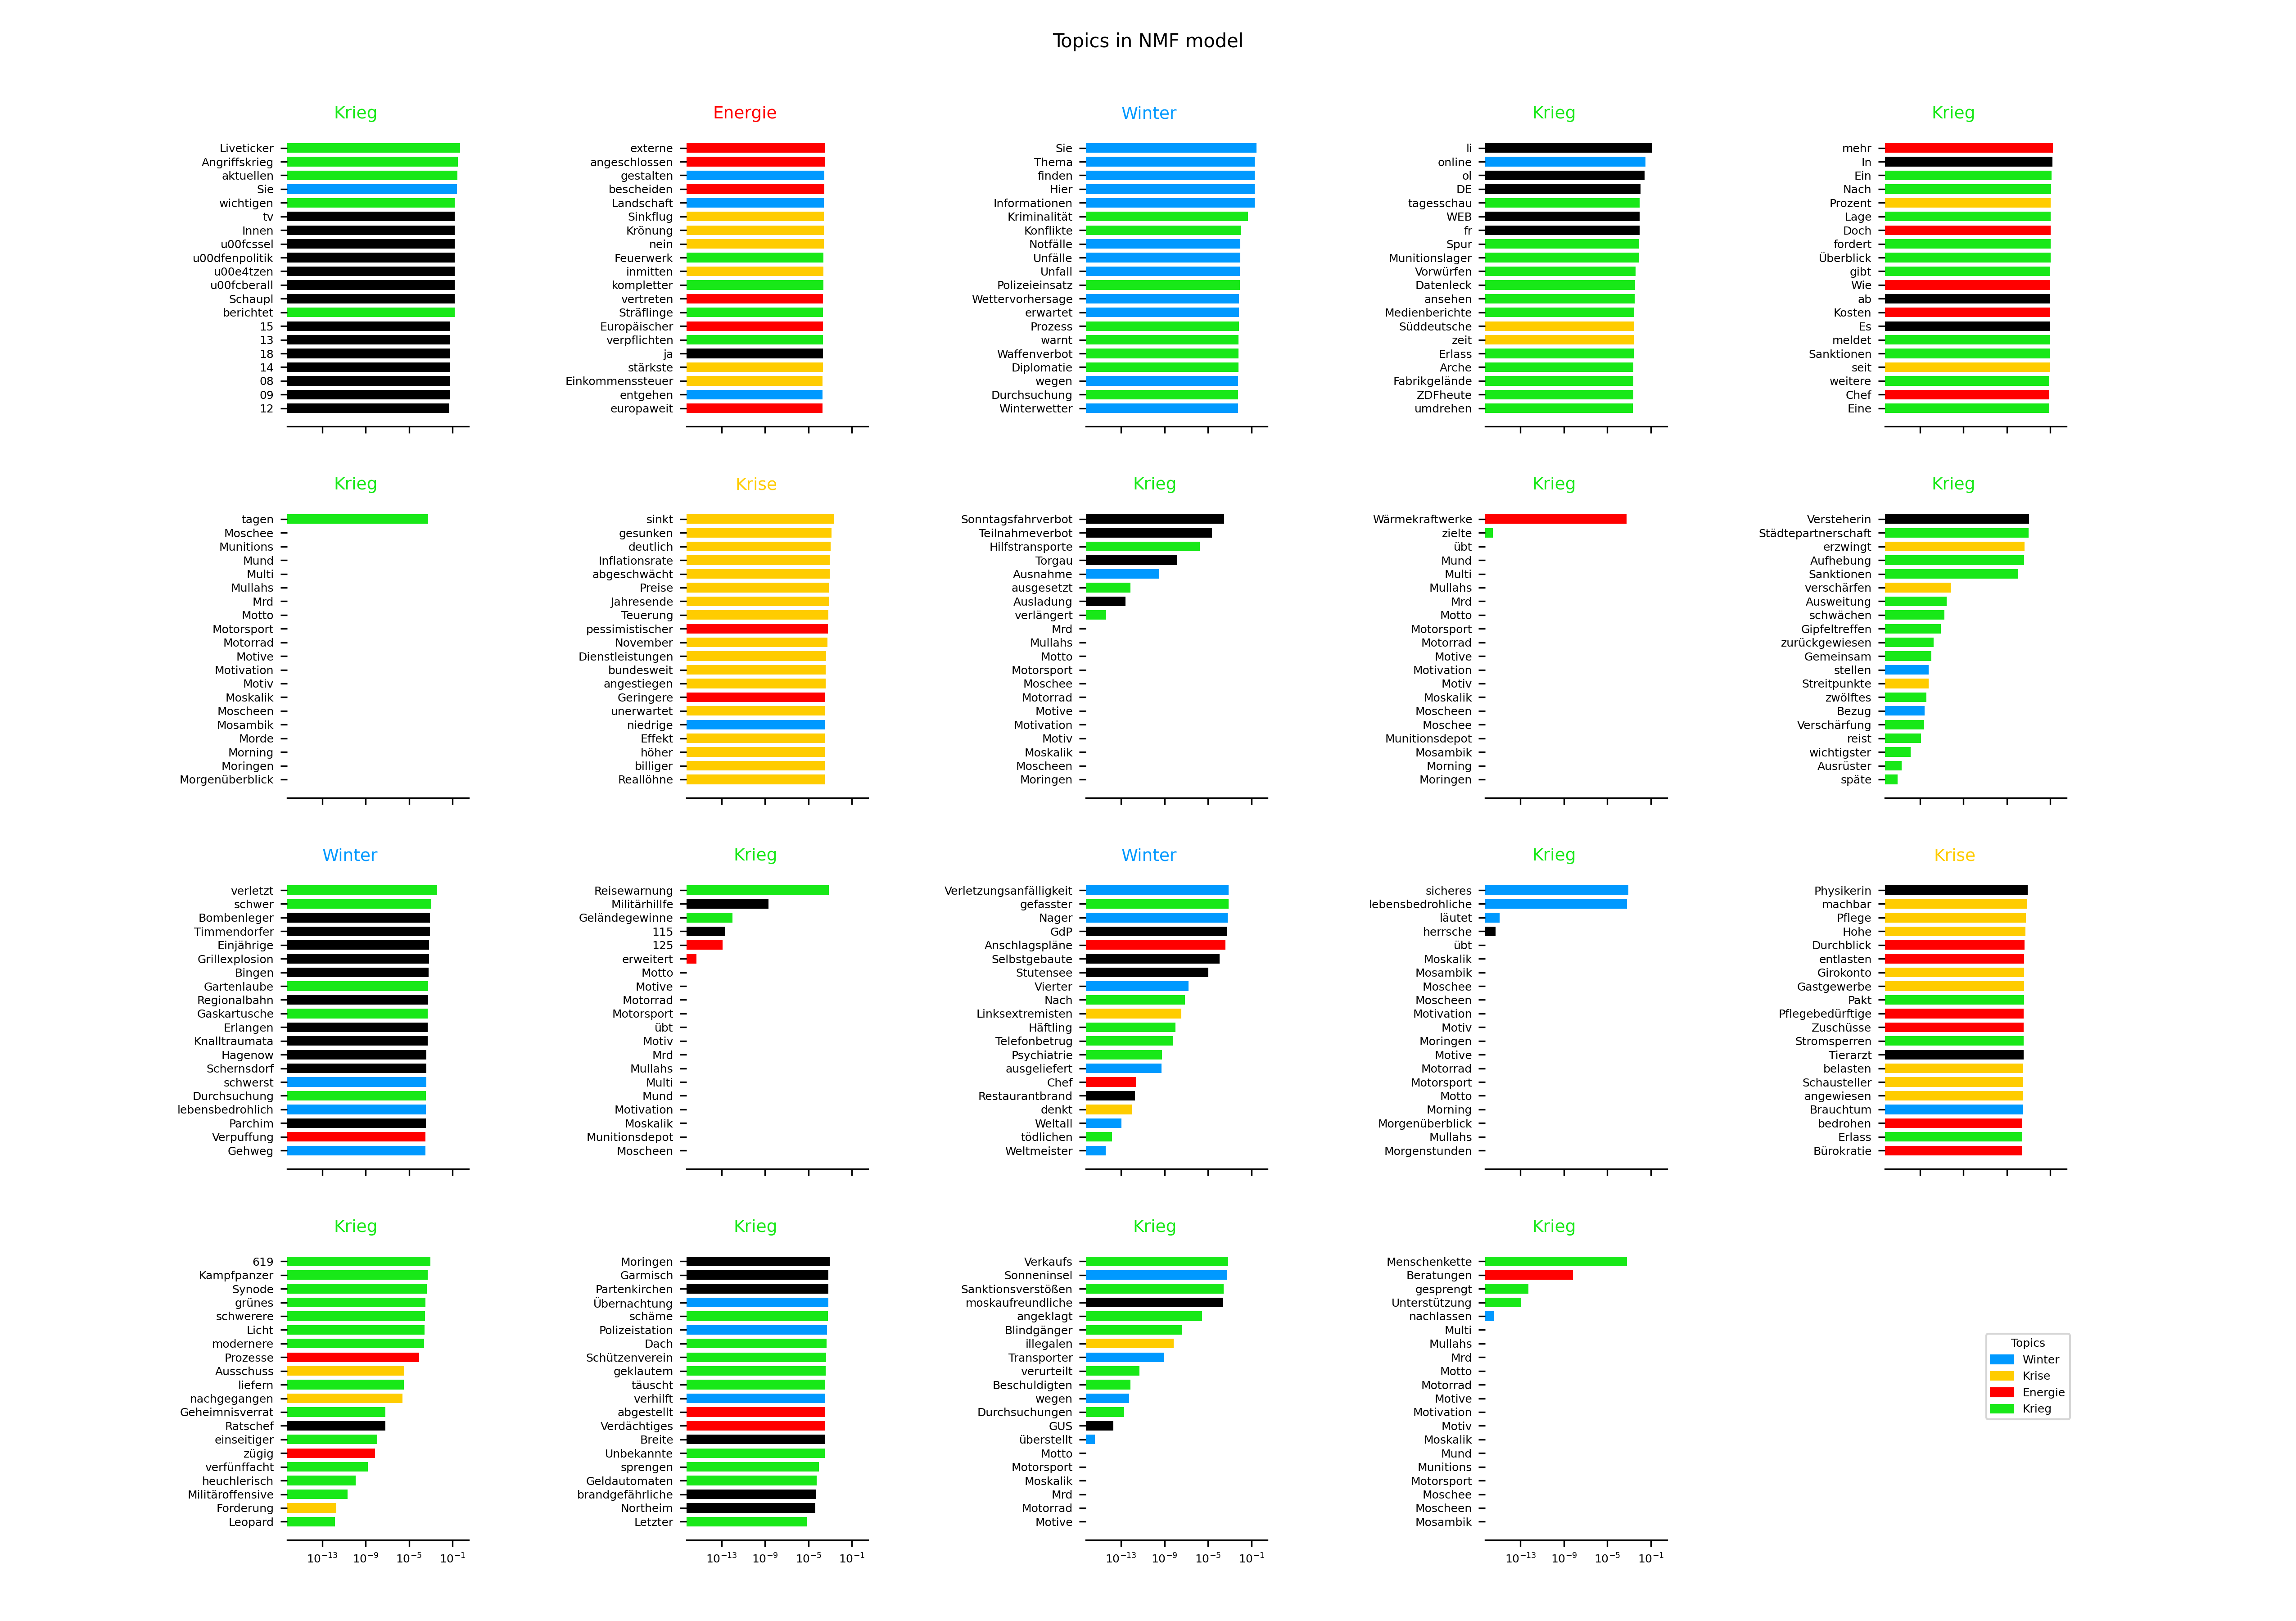 Topics in NMF model
Krieg
Liveticker
Angriffskrieg
aktuellen
Sie
wichtigen
tv
Innen
u00fcssel
u00dfenpolitik
u00e4tzen
u00fcberall
Schaupl
berichtet
15
13
18
14
08
09
12
Energie
externe
angeschlossen
gestalten
bescheiden
Landschaft
Sinkflug
Krönung
nein
Feuerwerk
inmitten
kompletter
vertreten
Sträflinge
Europäischer
verpflichten
ja
stärkste
Einkommenssteuer
entgehen
europaweit
Winter
Sie
Thema
finden
Hier
Informationen
Kriminalität
Konflikte
Notfälle
Unfälle
Unfall
Polizeieinsatz
Wettervorhersage
erwartet
Prozess
warnt
Waffenverbot
Diplomatie
wegen
Durchsuchung
Winterwetter
Krieg
li
online
ol
DE
tagesschau
WEB
fr
Spur
Munitionslager
Vorwürfen
Datenleck
ansehen
Medienberichte
Süddeutsche
zeit
Erlass
Arche
Fabrikgelände
ZDFheute
umdrehen
Krieg
mehr
In
Ein
Nach
Prozent
Lage
Doch
fordert
Überblick
gibt
Wie
ab
Kosten
Es
meldet
Sanktionen
seit
weitere
Chef
Eine
Krieg
tagen
Moschee
Munitions
Mund
Multi
Mullahs
Mrd
Motto
Motorsport
Motorrad
Motive
Motivation
Motiv
Moskalik
Moscheen
Mosambik
Morde
Morning
Moringen
Morgenüberblick
Krise
sinkt
gesunken
deutlich
Inflationsrate
abgeschwächt
Preise
Jahresende
Teuerung
pessimistischer
November
Dienstleistungen
bundesweit
angestiegen
Geringere
unerwartet
niedrige
Effekt
höher
billiger
Reallöhne
Krieg
Sonntagsfahrverbot
Teilnahmeverbot
Hilfstransporte
Torgau
Ausnahme
ausgesetzt
Ausladung
verlängert
Mrd
Mullahs
Motto
Motorsport
Moschee
Motorrad
Motive
Motivation
Motiv
Moskalik
Moscheen
Moringen
Krieg
Wärmekraftwerke
zielte
übt
Mund
Multi
Mullahs
Mrd
Motto
Motorsport
Motorrad
Motive
Motivation
Motiv
Moskalik
Moscheen
Moschee
Munitionsdepot
Mosambik
Morning
Moringen
Krieg
Versteherin
Städtepartnerschaft
erzwingt
Aufhebung
Sanktionen
verschärfen
Ausweitung
schwächen
Gipfeltreffen
zurückgewiesen
Gemeinsam
stellen
Streitpunkte
zwölftes
Bezug
Verschärfung
reist
wichtigster
Ausrüster
späte
Winter
verletzt
schwer
Bombenleger
Timmendorfer
Einjährige
Grillexplosion
Bingen
Gartenlaube
Regionalbahn
Gaskartusche
Erlangen
Knalltraumata
Hagenow
Schernsdorf
schwerst
Durchsuchung
lebensbedrohlich
Parchim
Verpuffung
Gehweg
Krieg
Reisewarnung
Militärhillfe
Geländegewinne
115
125
erweitert
Motto
Motive
Motorrad
Motorsport
übt
Motiv
Mrd
Mullahs
Multi
Mund
Motivation
Moskalik
Munitionsdepot
Moscheen
Winter
Verletzungsanfälligkeit
gefasster
Nager
GdP
Anschlagspläne
Selbstgebaute
Stutensee
Vierter
Nach
Linksextremisten
Häftling
Telefonbetrug
Psychiatrie
ausgeliefert
Chef
Restaurantbrand
denkt
Weltall
tödlichen
Weltmeister
Krieg
sicheres
lebensbedrohliche
läutet
herrsche
übt
Moskalik
Mosambik
Moschee
Moscheen
Motivation
Motiv
Moringen
Motive
Motorrad
Motorsport
Motto
Morning
Morgenüberblick
Mullahs
Morgenstunden
Krise
Physikerin
machbar
Pflege
Hohe
Durchblick
entlasten
Girokonto
Gastgewerbe
Pakt
Pflegebedürftige
Zuschüsse
Stromsperren
Tierarzt
belasten
Schausteller
angewiesen
Brauchtum
bedrohen
Erlass
Bürokratie
Krieg
619
Kampfpanzer
Synode
grünes
schwerere
Licht
modernere
Prozesse
Ausschuss
liefern
nachgegangen
Geheimnisverrat
Ratschef
einseitiger
zügig
verfünffacht
heuchlerisch
Militäroffensive
Forderung
Leopard
10⁻¹³ 10⁻⁹ 10⁻⁵ 10⁻¹
Krieg
Moringen
Garmisch
Partenkirchen
Übernachtung
schäme
Polizeistation
Dach
Schützenverein
geklautem
täuscht
verhilft
abgestellt
Verdächtiges
Breite
Unbekannte
sprengen
Geldautomaten
brandgefährliche
Northeim
Letzter
10⁻¹³ 10⁻⁹ 10⁻⁵ 10⁻¹
Krieg
Verkaufs
Sonneninsel
Sanktionsverstößen
moskaufreundliche
angeklagt
Blindgänger
illegalen
Transporter
verurteilt
Beschuldigten
wegen
Durchsuchungen
GUS
überstellt
Motto
Motorsport
Moskalik
Mrd
Motorrad
Motive
10⁻¹³ 10⁻⁹ 10⁻⁵ 10⁻¹
Krieg
Menschenkette
Beratungen
gesprengt
Unterstützung
nachlassen
Multi
Mullahs
Mrd
Motto
Motorrad
Motive
Motivation
Motiv
Moskalik
Mund
Munitions
Motorsport
Moschee
Moscheen
Mosambik
10⁻¹³ 10⁻⁹ 10⁻⁵ 10⁻¹
Topics
Winter
Krise
Energie
Krieg